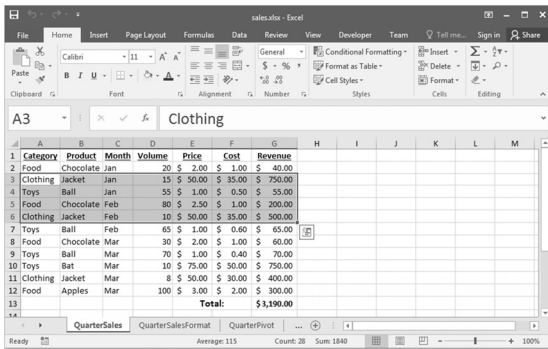 sales.xlsx - Excel
File Home Insert Page Layout Formulas Data Review View Developer Team Tell me... Sign in Share
Calibri 11 A A General Conditional Formatting Insert Σ
Paste B I U A $ % , Format as Table Delete
Cell Styles Format
Clipboard Font Alignment Number Styles Cells Editing
A3 fx Clothing
A B C D E F G H I J K L M
1 Category Product Month Volume Price Cost Revenue
2 Food Chocolate Jan 20 $ 2.00 $ 1.00 $ 40.00
3 Clothing Jacket Jan 15 $ 50.00 $ 35.00 $ 750.00
4 Toys Ball Jan 55 $ 1.00 $ 0.50 $ 55.00
5 Food Chocolate Feb 80 $ 2.50 $ 1.00 $ 200.00
6 Clothing Jacket Feb 10 $ 50.00 $ 35.00 $ 500.00
7 Toys Ball Feb 65 $ 1.00 $ 0.60 $ 65.00
8 Food Chocolate Mar 30 $ 2.00 $ 1.00 $ 60.00
9 Toys Ball Mar 70 $ 1.00 $ 0.40 $ 70.00
10 Toys Bat Mar 10 $ 75.00 $ 50.00 $ 750.00
11 Clothing Jacket Mar 8 $ 50.00 $ 30.00 $ 400.00
12 Food Apples Mar 100 $ 3.00 $ 2.00 $ 300.00
13 Total: $ 3,190.00
QuarterSales QuarterSalesFormat QuarterPivot ...
Ready Average: 115 Count: 28 Sum: 1840 100%